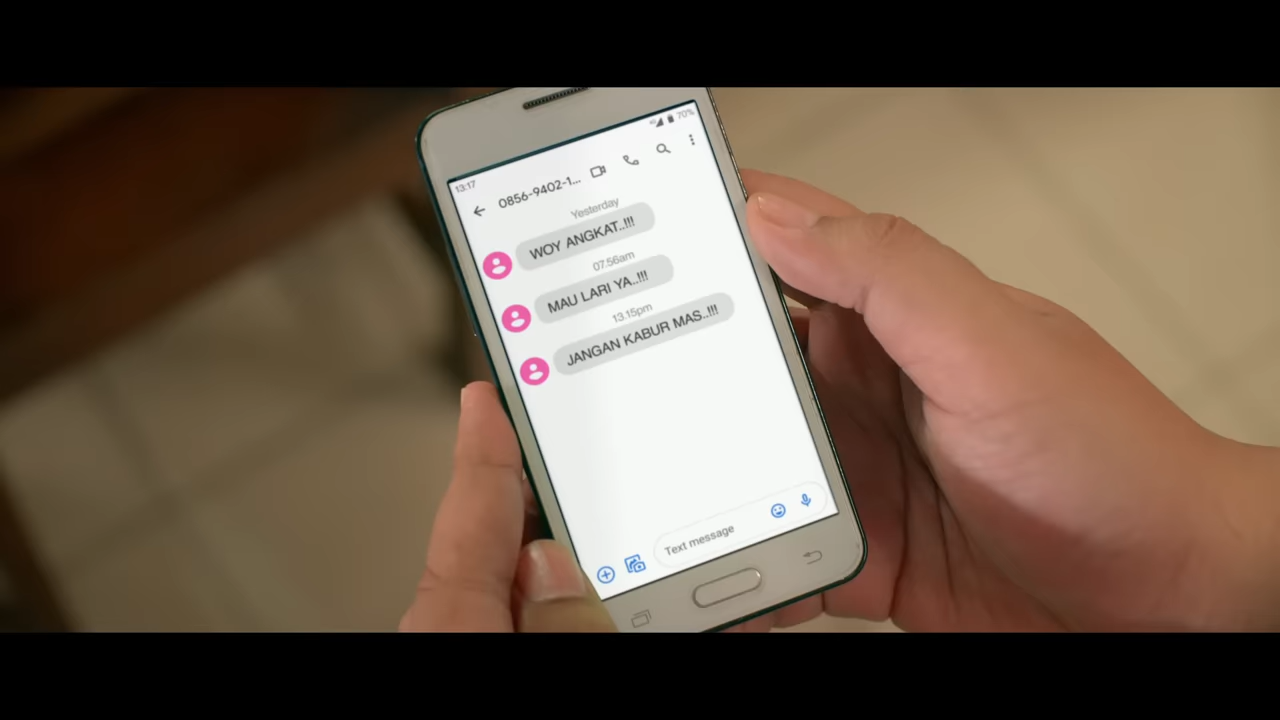 70%
13:17
0856-9402-1...
Yesterday
WOY ANGKAT..!!!
07.56am
MAU LARI YA..!!!
13.15pm
JANGAN KABUR MAS..!!!
Text message